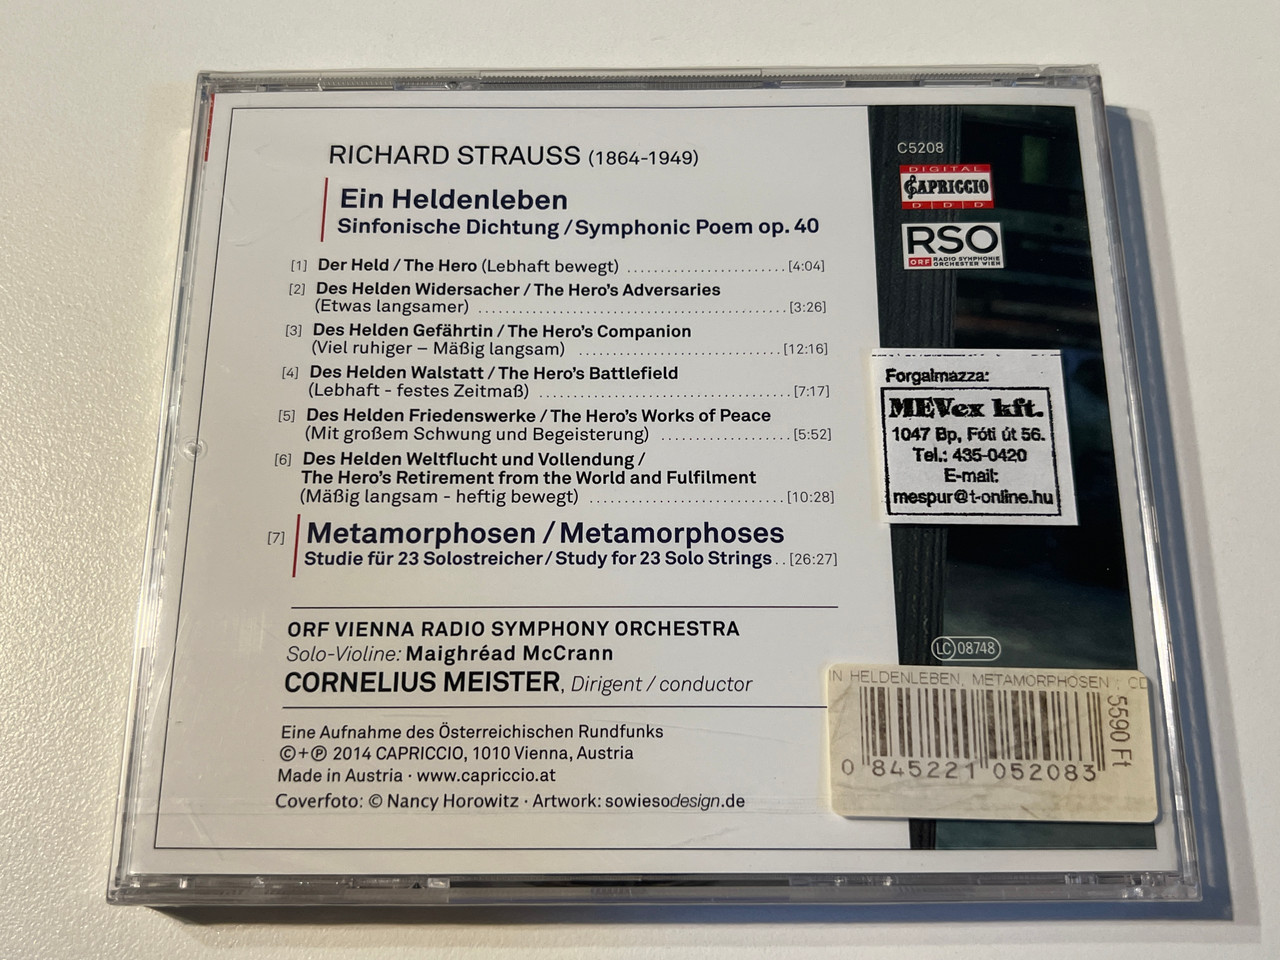 RICHARD STRAUSS (1864-1949)
Ein Heldenleben
Sinfonische Dichtung / Symphonic Poem op. 40
[1] Der Held / The Hero (Lebhaft bewegt) ........................ [4:04]
[2] Des Helden Widersacher / The Hero's Adversaries
(Etwas langsamer) ................................................ [3:26]
[3] Des Helden Gefährtin / The Hero's Companion
(Viel ruhiger – Mäßig langsam) ................................ [12:16]
[4] Des Helden Walstatt / The Hero's Battlefield
(Lebhaft - festes Zeitmaß) ...................................... [7:17]
[5] Des Helden Friedenswerke / The Hero's Works of Peace
(Mit großem Schwung und Begeisterung) .................... [5:52]
[6] Des Helden Weltflucht und Vollendung /
The Hero's Retirement from the World and Fulfilment
(Mäßig langsam - heftig bewegt) .............................. [10:28]
[7] Metamorphosen / Metamorphoses
Studie für 23 Solostreicher / Study for 23 Solo Strings .. [26:27]
ORF VIENNA RADIO SYMPHONY ORCHESTRA
Solo-Violine: Maighréad McCrann
CORNELIUS MEISTER, Dirigent / conductor
Eine Aufnahme des Österreichischen Rundfunks
©+℗ 2014 CAPRICCIO, 1010 Vienna, Austria
Made in Austria · www.capriccio.at
Coverfoto: © Nancy Horowitz · Artwork: sowiesodesign.de
C5208
DIGITAL
CAPRICCIO
D D D
RSO
ORF RADIO SYMPHONIE
ORCHESTER WIEN
Forgalmazza:
MEVex kft.
1047 Bp, Fóti út 56.
Tel.: 435-0420
E-mail:
mespur@t-online.hu
LC 08748
IN HELDENLEBEN, METAMORPHOSEN ; CD
5590 Ft
0 845221 052083